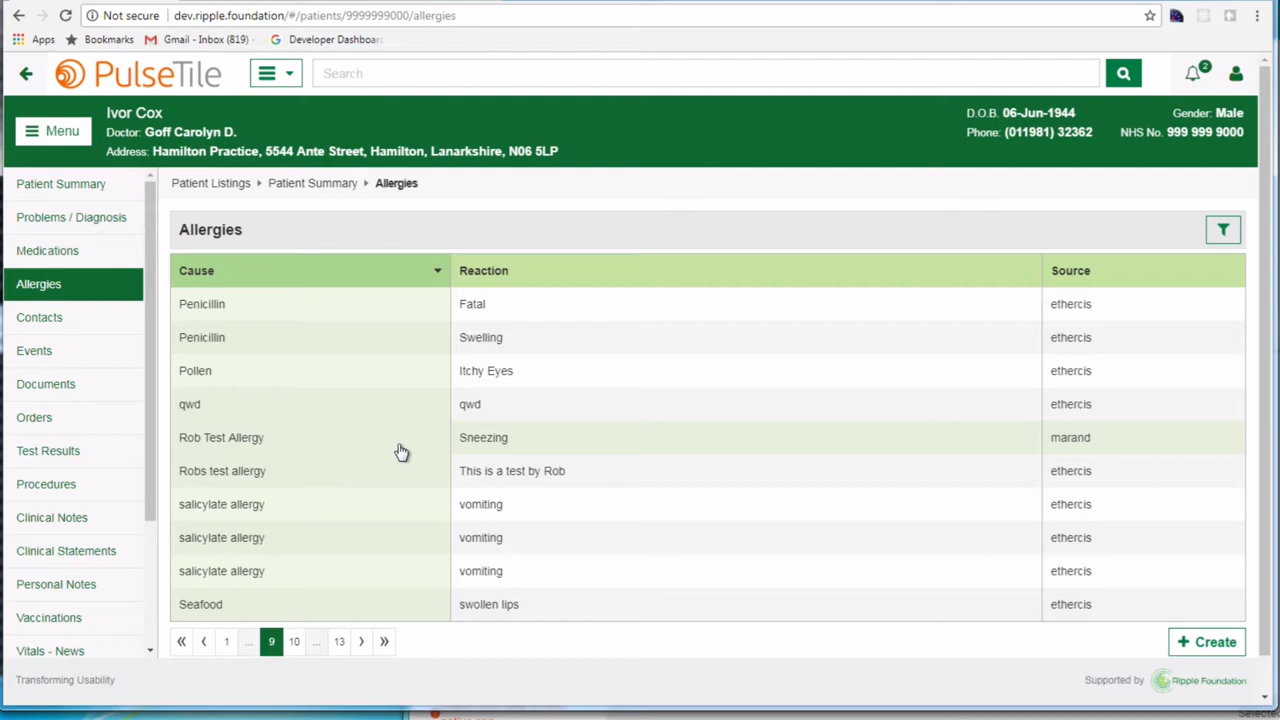 Not secure | dev.ripple.foundation/#/patients/9999999000/allergies
Apps Bookmarks Gmail - Inbox (819) - Developer Dashboar
PulseTile Search 2
Menu
Ivor Cox
Doctor: Goff Carolyn D.
Address: Hamilton Practice, 5544 Ante Street, Hamilton, Lanarkshire, N06 5LP
D.O.B. 06-Jun-1944 Gender: Male
Phone: (011981) 32362 NHS No. 999 999 9000
Patient Summary
Problems / Diagnosis
Medications
Allergies
Contacts
Events
Documents
Orders
Test Results
Procedures
Clinical Notes
Clinical Statements
Personal Notes
Vaccinations
Vitals - News
Patient Listings Patient Summary Allergies
Allergies
Cause Reaction Source
Penicillin Fatal ethercis
Penicillin Swelling ethercis
Pollen Itchy Eyes ethercis
qwd qwd ethercis
Rob Test Allergy Sneezing marand
Robs test allergy This is a test by Rob ethercis
salicylate allergy vomiting ethercis
salicylate allergy vomiting ethercis
salicylate allergy vomiting ethercis
Seafood swollen lips ethercis
« ‹ 1 ... 9 10 ... 13 › »
+ Create
Transforming Usability
Supported by Ripple Foundation